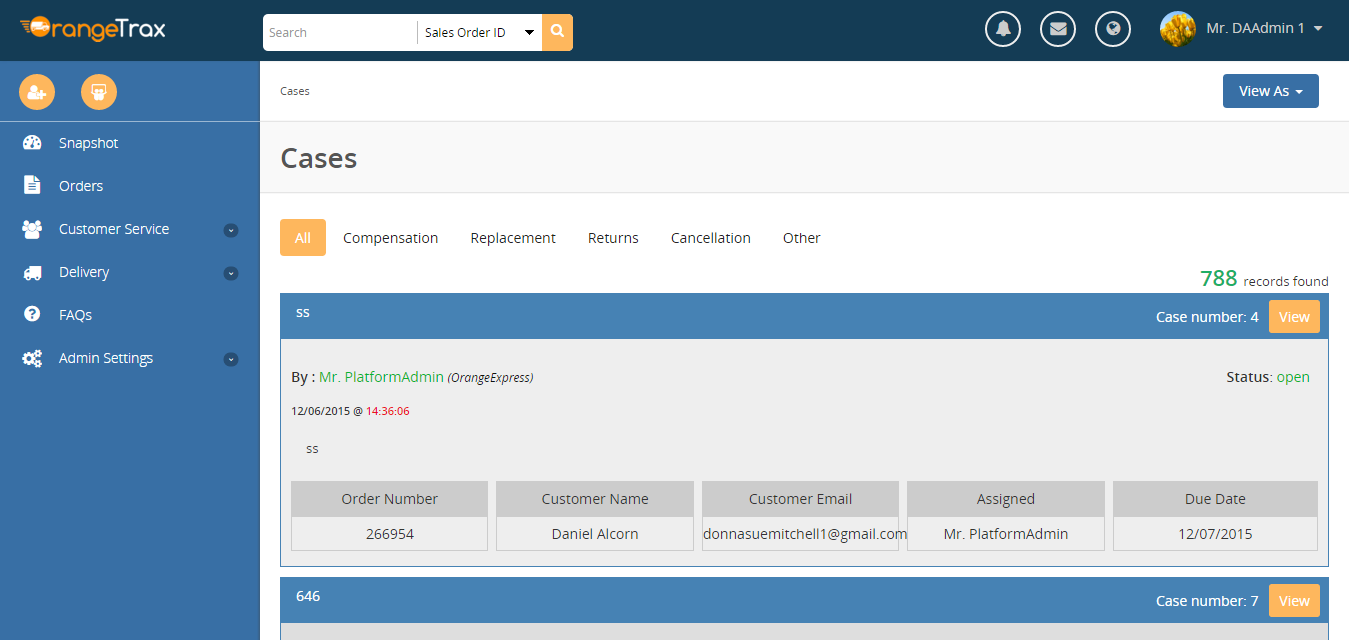 OrangeTrax
Search
Sales Order ID
Mr. DAAdmin 1
Cases
View As
Snapshot
Orders
Customer Service
Delivery
FAQs
Admin Settings
Cases
All Compensation Replacement Returns Cancellation Other
788 records found
ss
Case number: 4 View
By : Mr. PlatformAdmin (OrangeExpress)
Status: open
12/06/2015 @ 14:36:06
ss
Order Number Customer Name Customer Email Assigned Due Date
266954 Daniel Alcorn donnasuemitchell1@gmail.com Mr. PlatformAdmin 12/07/2015
646
Case number: 7 View